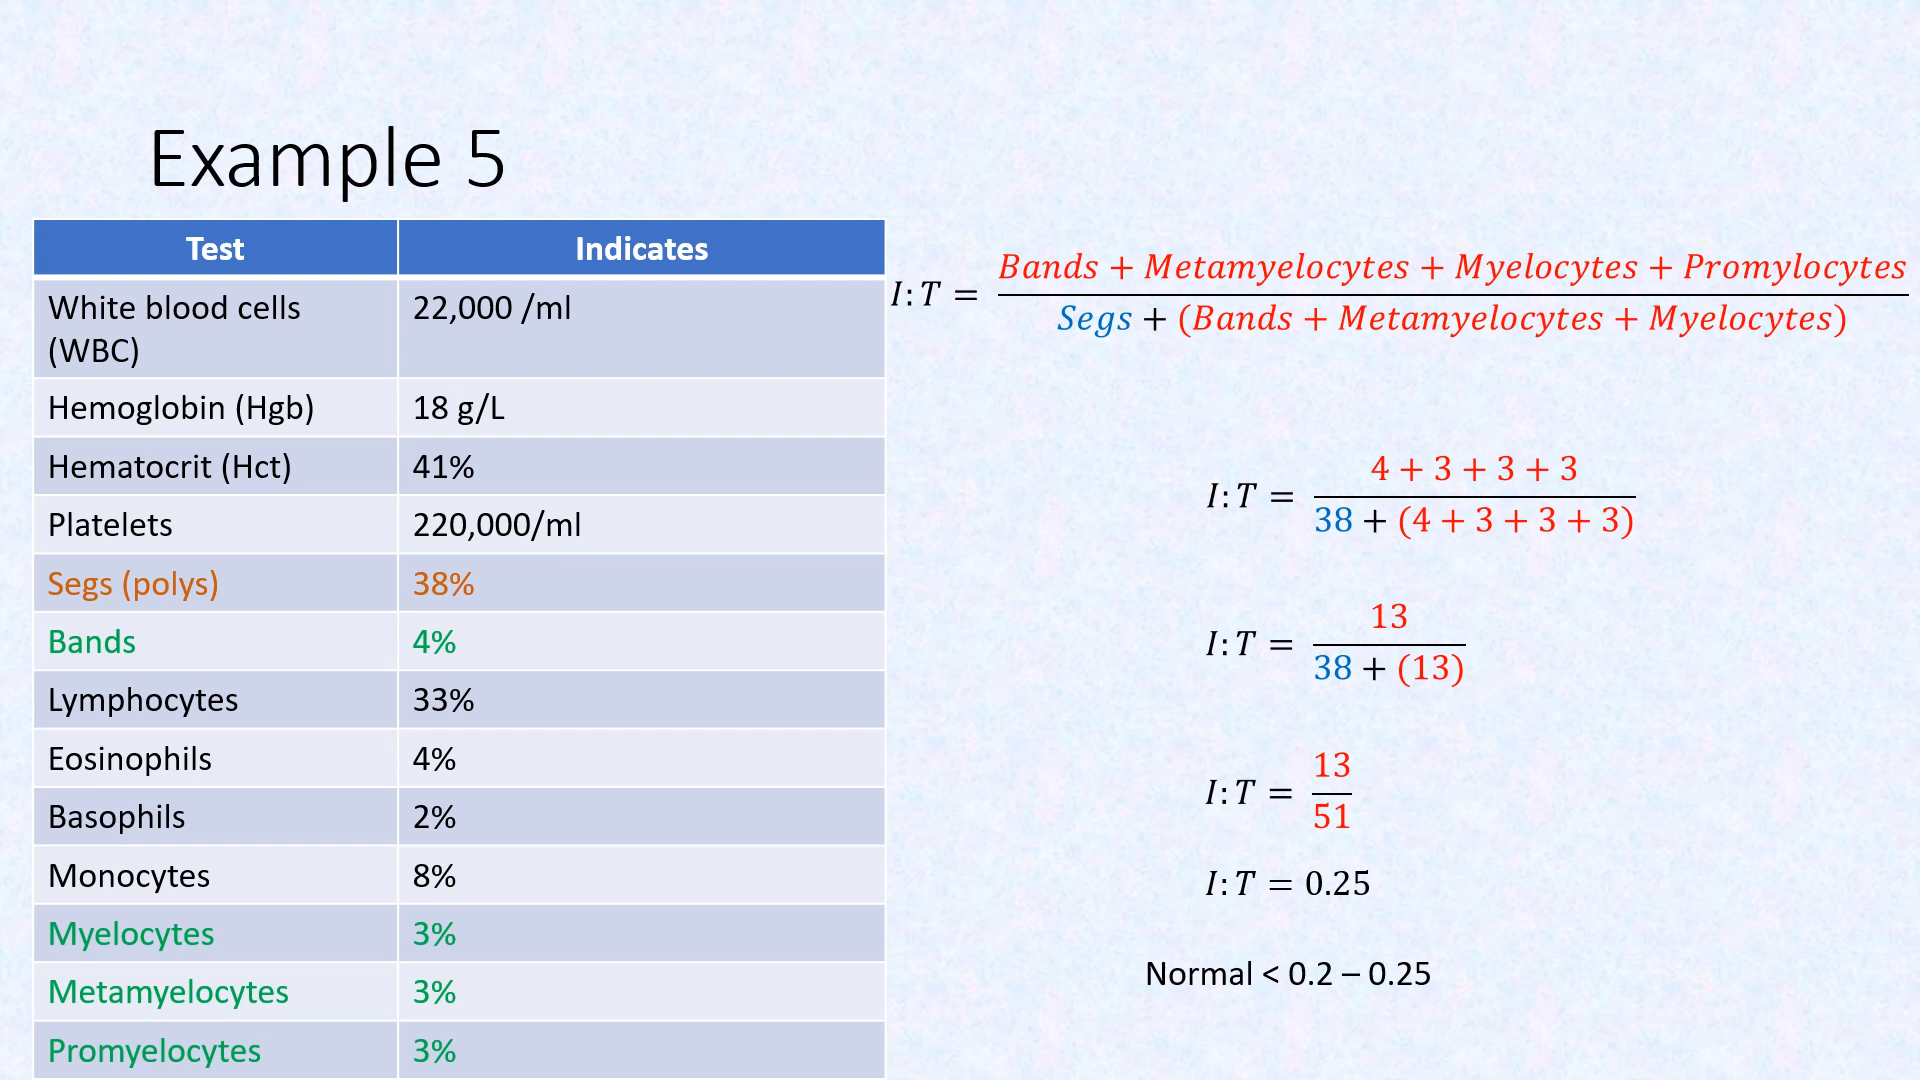 Example 5
Test Indicates
White blood cells (WBC) 22,000 /ml
Hemoglobin (Hgb) 18 g/L
Hematocrit (Hct) 41%
Platelets 220,000/ml
Segs (polys) 38%
Bands 4%
Lymphocytes 33%
Eosinophils 4%
Basophils 2%
Monocytes 8%
Myelocytes 3%
Metamyelocytes 3%
Promyelocytes 3%
I:T = Bands + Metamyelocytes + Myelocytes + Promylocytes / Segs + (Bands + Metamyelocytes + Myelocytes)
I:T = 4 + 3 + 3 + 3 / 38 + (4 + 3 + 3 + 3)
I:T = 13 / 38 + (13)
I:T = 13 / 51
I:T = 0.25
Normal < 0.2 – 0.25